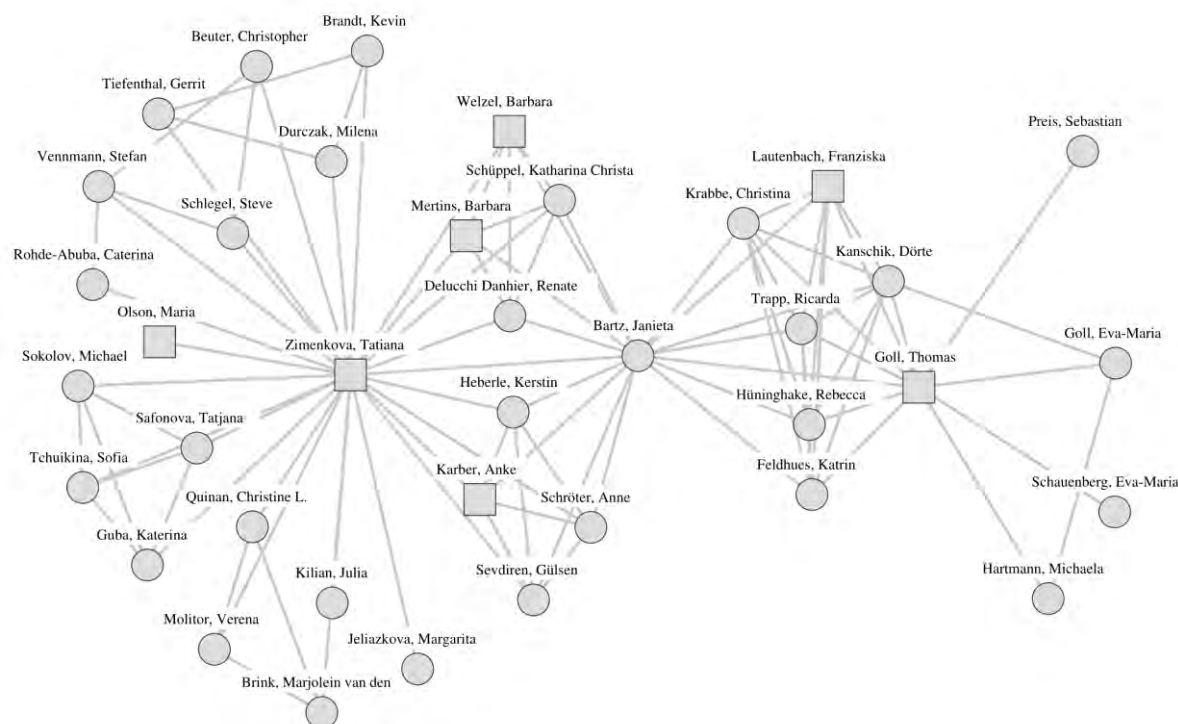 Brandt, Kevin
Beuter, Christopher
Tiefenthal, Gerrit
Welzel, Barbara
Preis, Sebastian
Durczak, Milena
Vennmann, Stefan
Lautenbach, Franziska
Schüppel, Katharina Christa
Krabbe, Christina
Schlegel, Steve
Mertins, Barbara
Rohde-Abuba, Caterina
Kanschik, Dörte
Delucchi Danhier, Renate
Trapp, Ricarda
Olson, Maria
Bartz, Janieta
Goll, Eva-Maria
Zimenkova, Tatiana
Sokolov, Michael
Goll, Thomas
Heberle, Kerstin
Hüninghake, Rebecca
Safonova, Tatjana
Tchuikina, Sofia
Feldhues, Katrin
Karber, Anke
Schauenberg, Eva-Maria
Quinan, Christine L.
Schröter, Anne
Guba, Katerina
Sevdiren, Gülsen
Hartmann, Michaela
Kilian, Julia
Molitor, Verena
Jeliazkova, Margarita
Brink, Marjolein van den